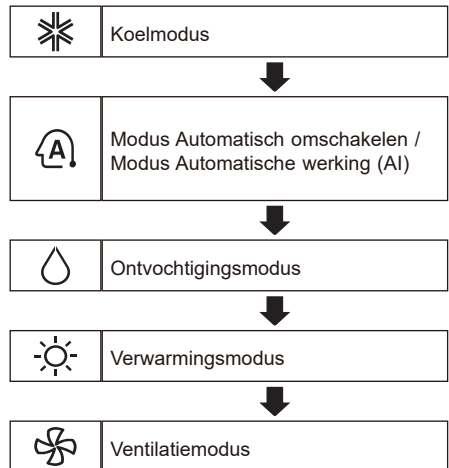 Koelmodus
A
Modus Automatisch omschakelen /
Modus Automatische werking (AI)
Ontvochtigingsmodus
Verwarmingsmodus
Ventilatiemodus